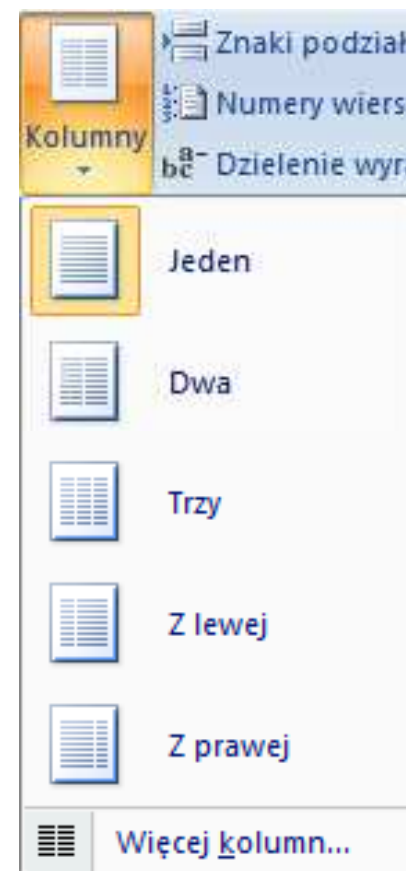 Znaki podział
Numery wiers
Kolumny
Dzielenie wyr
Jeden
Dwa
Trzy
Z lewej
Z prawej
Więcej kolumn...